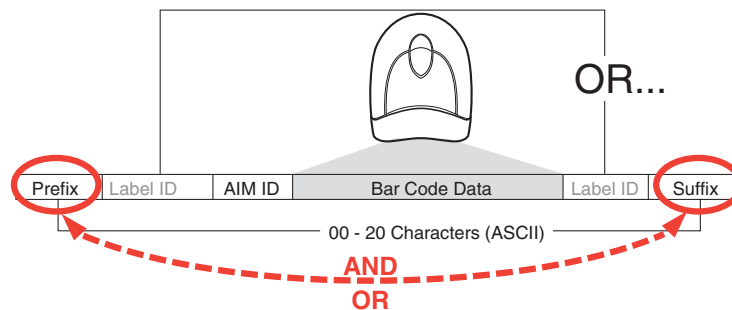 OR...
Prefix Label ID AIM ID Bar Code Data Label ID Suffix
00 - 20 Characters (ASCII)
AND
OR